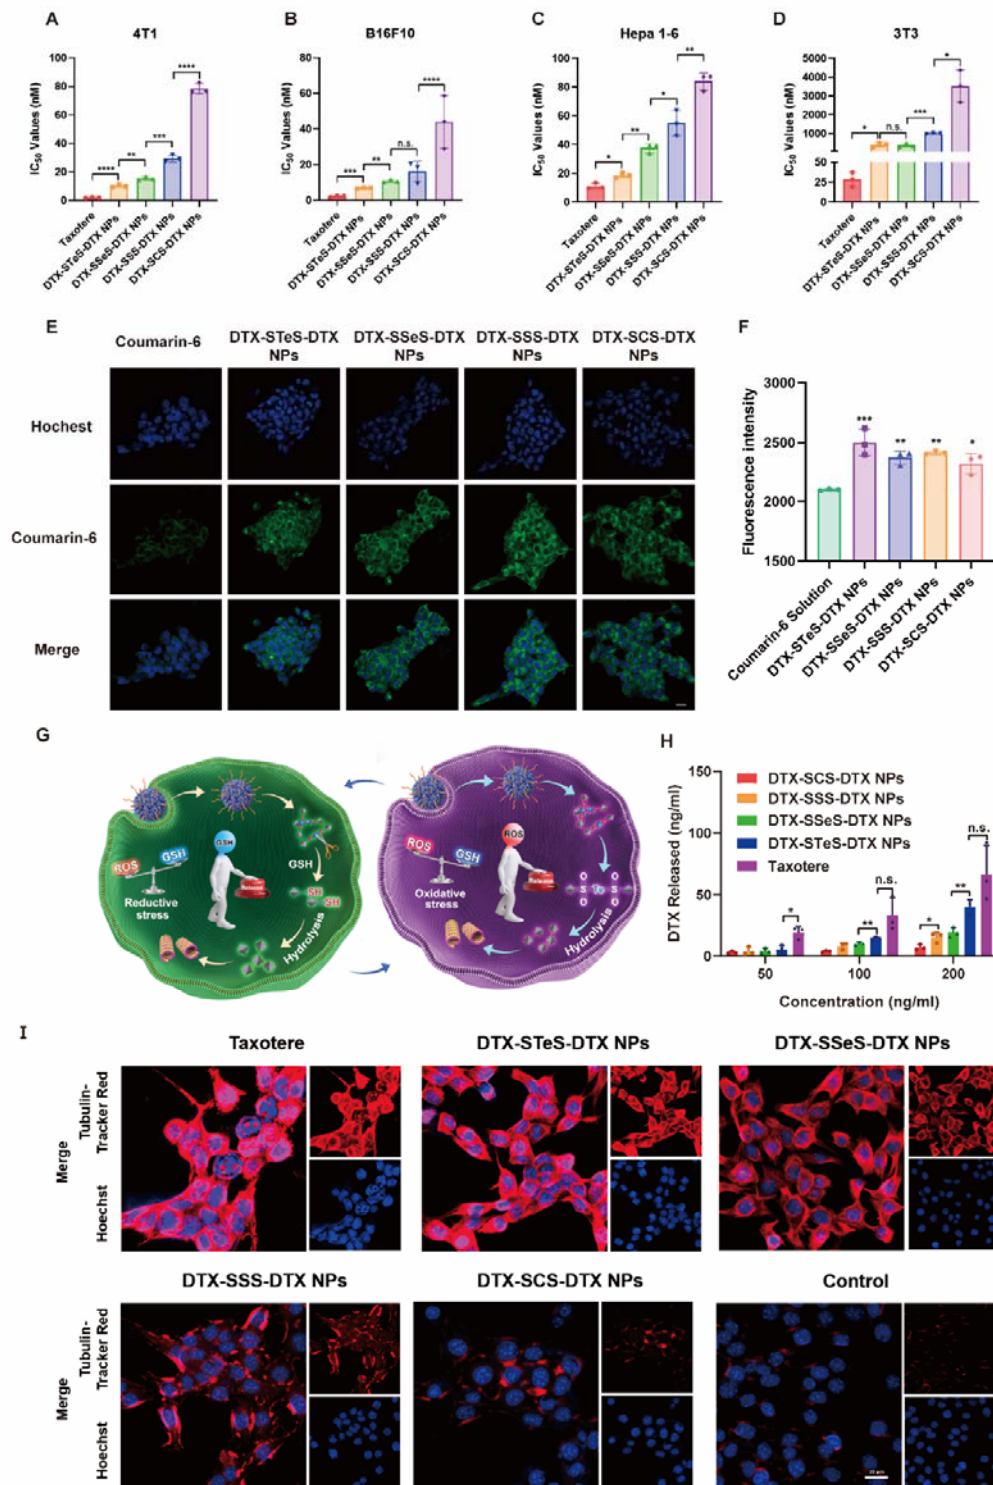 A
4T1
IC50 Values (nM)
100
80
60
40
20
0
****
**
***
****
Taxotere
DTX-STeS-DTX NPs
DTX-SSeS-DTX NPs
DTX-SSS-DTX NPs
DTX-SCS-DTX NPs
B
B16F10
IC50 Values (nM)
80
60
40
20
0
***
**
n.s.
****
Taxotere
DTX-STeS-DTX NPs
DTX-SSeS-DTX NPs
DTX-SSS-DTX NPs
DTX-SCS-DTX NPs
C
Hepa 1-6
IC50 Values (nM)
100
80
60
40
20
0
*
**
*
**
Taxotere
DTX-STeS-DTX NPs
DTX-SSeS-DTX NPs
DTX-SSS-DTX NPs
DTX-SCS-DTX NPs
D
3T3
IC50 Values (nM)
5000
4000
3000
2000
1000
50
25
0
*
n.s.
***
*
Taxotere
DTX-STeS-DTX NPs
DTX-SSeS-DTX NPs
DTX-SSS-DTX NPs
DTX-SCS-DTX NPs
E
Coumarin-6
DTX-STeS-DTX
NPs
DTX-SSeS-DTX
NPs
DTX-SSS-DTX
NPs
DTX-SCS-DTX
NPs
Hochest
Coumarin-6
Merge
F
Fluorescence intensity
3000
2500
2000
1500
***
**
**
*
Coumarin-6 Solution
DTX-STeS-DTX NPs
DTX-SSeS-DTX NPs
DTX-SSS-DTX NPs
DTX-SCS-DTX NPs
G
ROS
GSH
Reductive
stress
GSH
Release
GSH
SH
SH
Hydrolysis
ROS
GSH
Oxidative
stress
ROS
Release
O O
S S
O O
Hydrolysis
H
DTX Released (ng/ml)
150
100
50
0
DTX-SCS-DTX NPs
DTX-SSS-DTX NPs
DTX-SSeS-DTX NPs
DTX-STeS-DTX NPs
Taxotere
*
**
n.s.
*
**
n.s.
50
100
200
Concentration (ng/ml)
I
Taxotere
DTX-STeS-DTX NPs
DTX-SSeS-DTX NPs
Merge
Tubulin-
Tracker Red
Hoechst
DTX-SSS-DTX NPs
DTX-SCS-DTX NPs
Control
Merge
Tubulin-
Tracker Red
Hoechst
20 μm